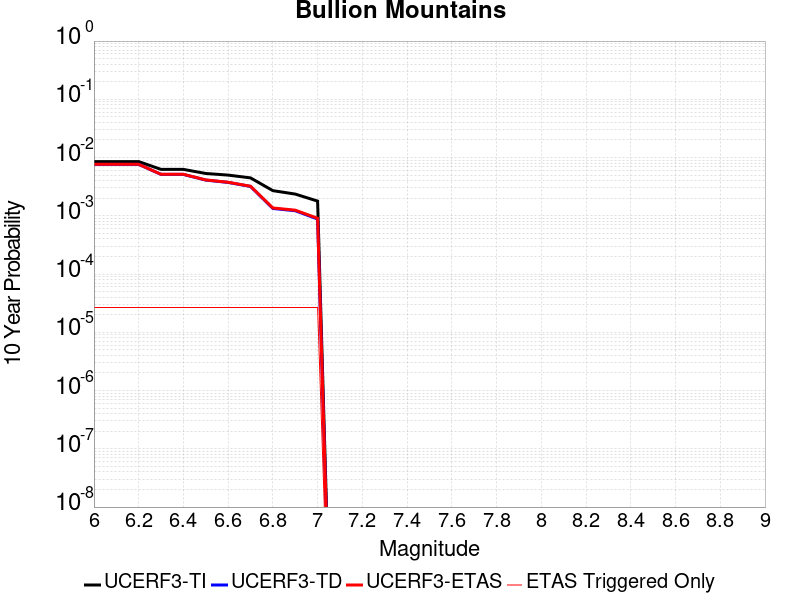 Bullion Mountains
10^0
10^-1
10^-2
10^-3
10^-4
10^-5
10^-6
10^-7
10^-8
10 Year Probability
6 6.2 6.4 6.6 6.8 7 7.2 7.4 7.6 7.8 8 8.2 8.4 8.6 8.8 9
Magnitude
UCERF3-TI UCERF3-TD UCERF3-ETAS ETAS Triggered Only